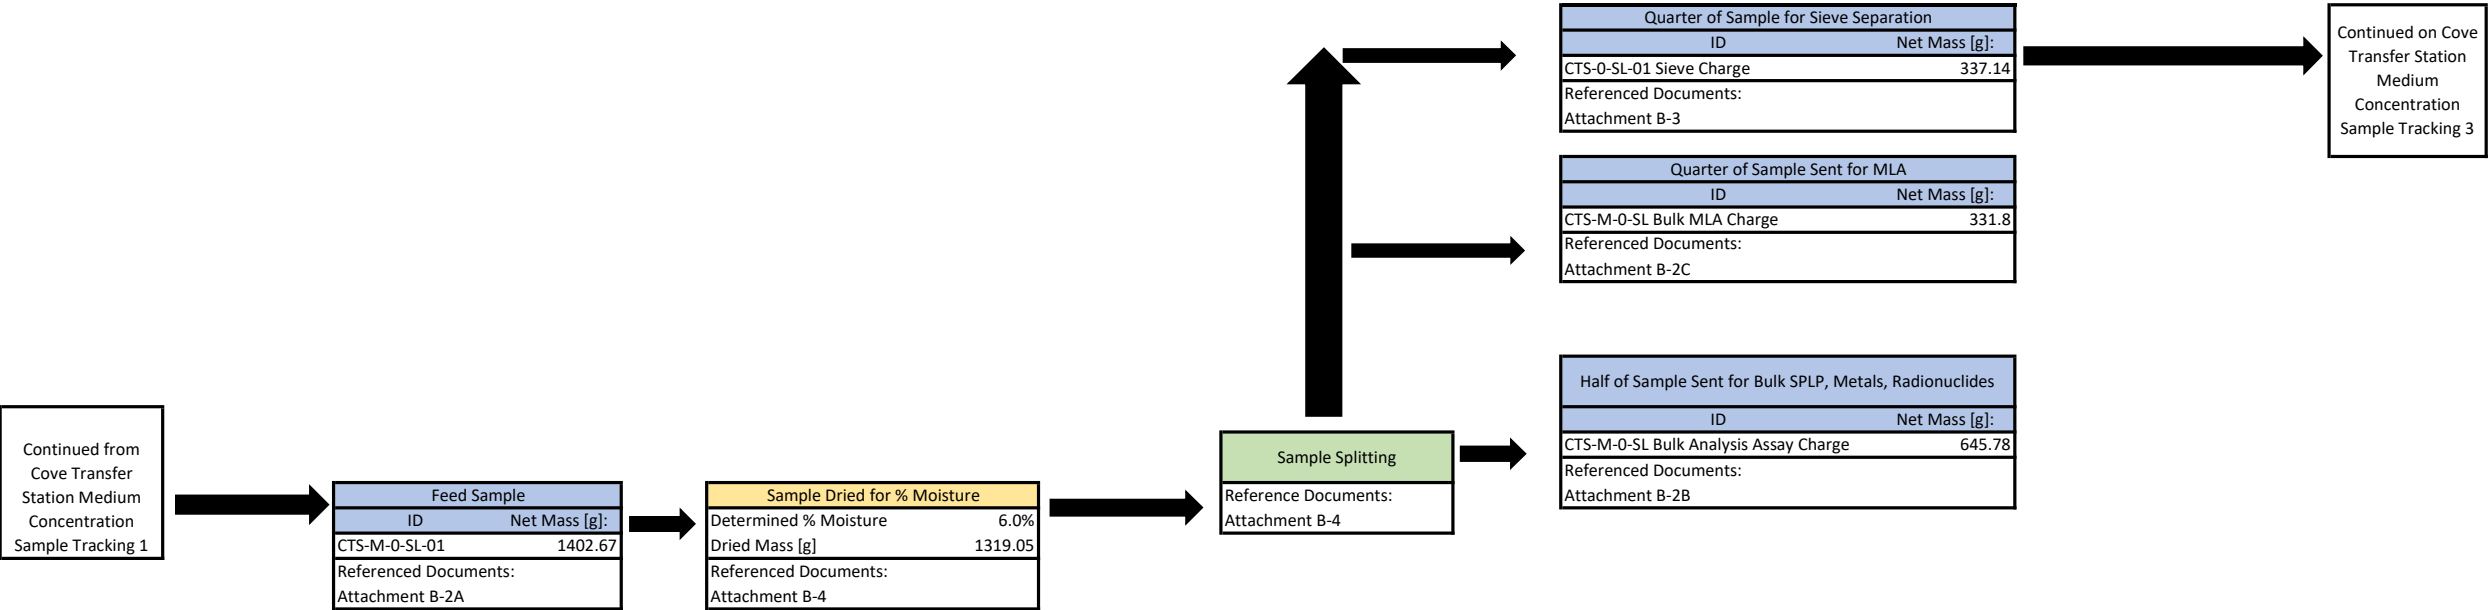 Continued from
Cove Transfer
Station Medium
Concentration
Sample Tracking 1
Feed Sample
ID Net Mass [g]:
CTS-M-0-SL-01 1402.67
Referenced Documents:
Attachment B-2A
Sample Dried for % Moisture
Determined % Moisture 6.0%
Dried Mass [g] 1319.05
Referenced Documents:
Attachment B-4
Sample Splitting
Reference Documents:
Attachment B-4
Quarter of Sample for Sieve Separation
ID Net Mass [g]:
CTS-0-SL-01 Sieve Charge 337.14
Referenced Documents:
Attachment B-3
Quarter of Sample Sent for MLA
ID Net Mass [g]:
CTS-M-0-SL Bulk MLA Charge 331.8
Referenced Documents:
Attachment B-2C
Half of Sample Sent for Bulk SPLP, Metals, Radionuclides
ID Net Mass [g]:
CTS-M-0-SL Bulk Analysis Assay Charge 645.78
Referenced Documents:
Attachment B-2B
Continued on Cove
Transfer Station
Medium
Concentration
Sample Tracking 3